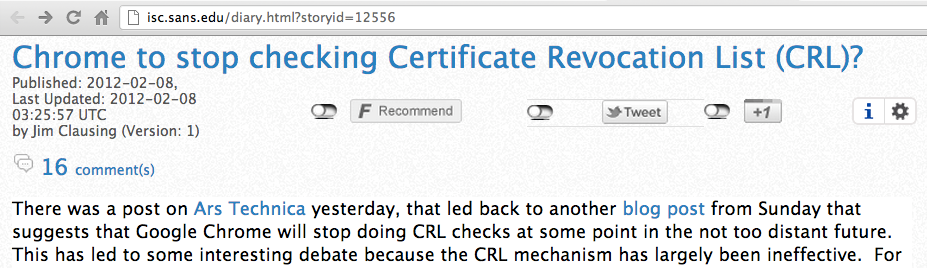 isc.sans.edu/diary.html?storyid=12556
Chrome to stop checking Certificate Revocation List (CRL)?
Published: 2012-02-08,
Last Updated: 2012-02-08
03:25:57 UTC
by Jim Clausing (Version: 1)
F Recommend
Tweet
+1
i
16 comment(s)
There was a post on Ars Technica yesterday, that led back to another blog post from Sunday that
suggests that Google Chrome will stop doing CRL checks at some point in the not too distant future.
This has led to some interesting debate because the CRL mechanism has largely been ineffective. For